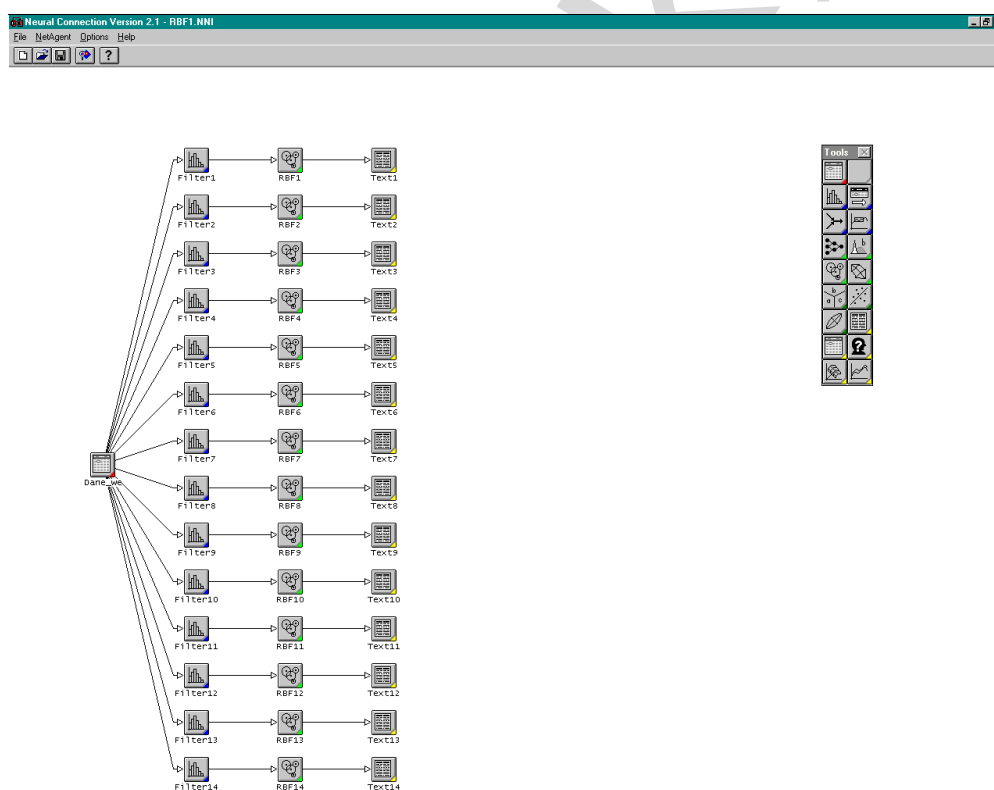 Neural Connection Version 2.1 - RBF1.NNI
File NetAgent Options Help
?
Tools
Filter1 RBF1 Text1
Filter2 RBF2 Text2
Filter3 RBF3 Text3
Filter4 RBF4 Text4
Filter5 RBF5 Text5
Filter6 RBF6 Text6
Filter7 RBF7 Text7
Dane_we
Filter8 RBF8 Text8
Filter9 RBF9 Text9
Filter10 RBF10 Text10
Filter11 RBF11 Text11
Filter12 RBF12 Text12
Filter13 RBF13 Text13
Filter14 RBF14 Text14